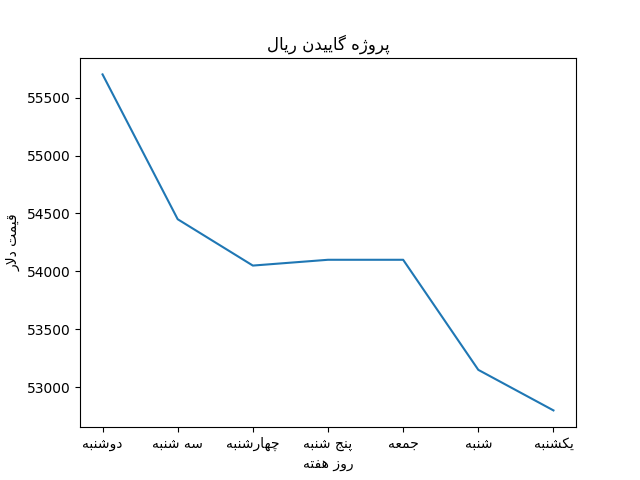 پروژه گاییدن ریال
قیمت دلار
55500
55000
54500
54000
53500
53000
دوشنبه سه شنبه چهارشنبه پنج شنبه جمعه شنبه یکشنبه
روز هفته